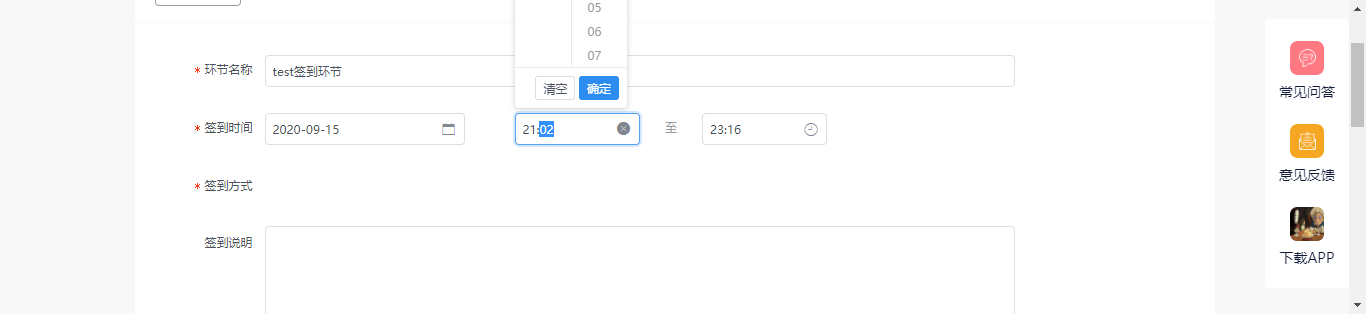 05
06
07
清空 确定
* 环节名称 test签到环节
* 签到时间 2020-09-15 21:02 至 23:16
* 签到方式
签到说明
常见问答
意见反馈
下载APP